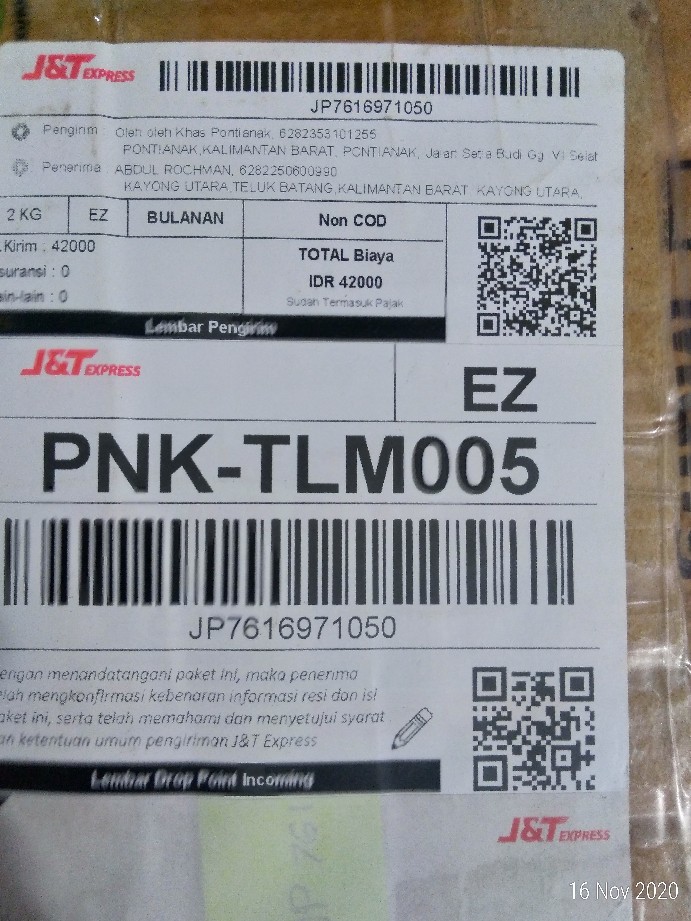 J&T EXPRESS
JP7616971050
Pengirim : Oleh oleh Khas Pontianak, 6282353101255
PONTIANAK,KALIMANTAN BARAT, PONTIANAK, Jalan Setia Budi Gg. VI Selat
Penerima : ABDUL ROCHMAN, 6282250600990
KAYONG UTARA,TELUK BATANG,KALIMANTAN BARAT, KAYONG UTARA,
2 KG EZ BULANAN Non COD
.Kirim : 42000
suransi : 0
ain-lain : 0
TOTAL Biaya
IDR 42000
Sudah Termasuk Pajak
Lembar Pengirim
J&T EXPRESS
EZ
PNK-TLM005
JP7616971050
engan menandatangani paket ini, maka penerima
elah mengkonfirmasi kebenaran informasi resi dan isi
aket ini, serta telah memahami dan menyetujui syarat
an ketentuan umum pengiriman J&T Express
Lembar Drop Point Incoming
J&T EXPRESS
16 Nov 2020